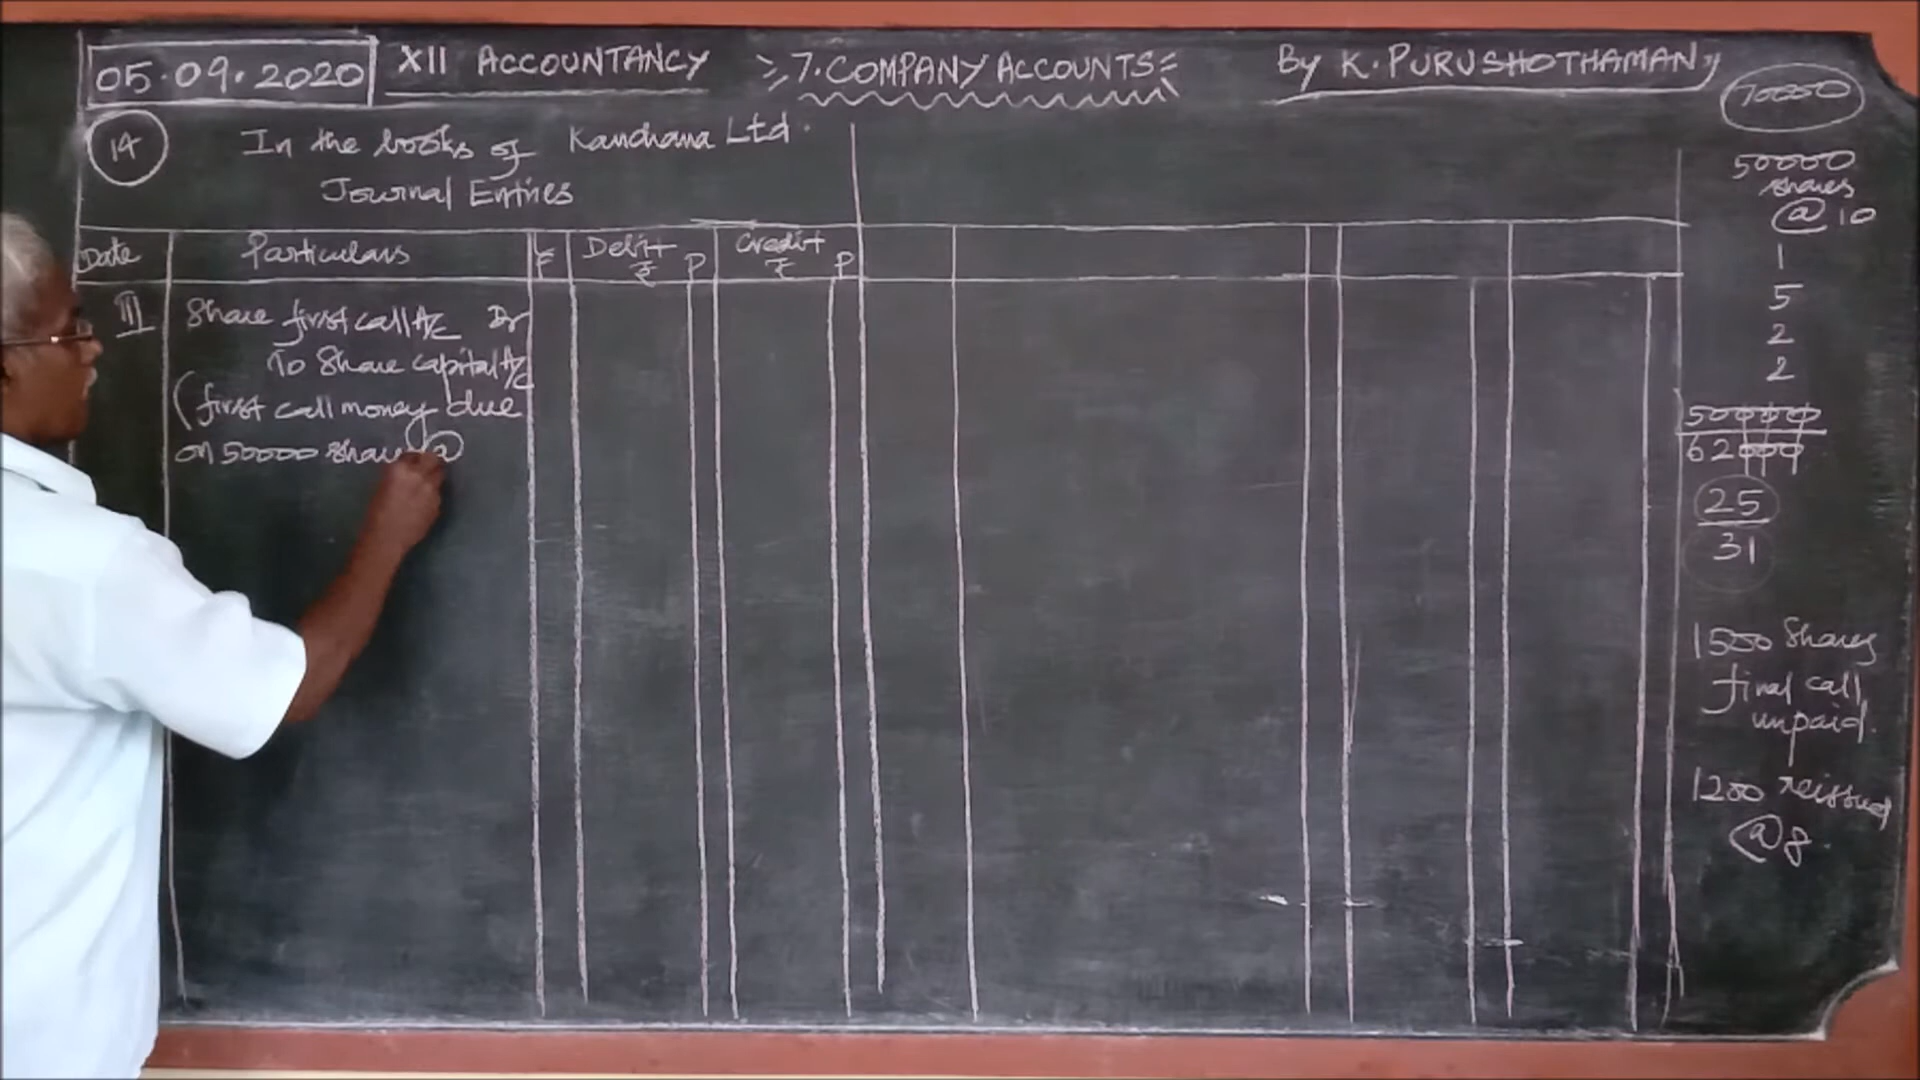 05.09.2020
XII ACCOUNTANCY
7. COMPANY ACCOUNTS
By K. PURUSHOTHAMAN
14
In the books of Kanchana Ltd.
Journal Entries
Date
Particulars
F
Debit
₹ P
Credit
₹ P
III
Share first call A/C Dr
To Share capital A/C
(first call money due
on 50000 shares @
70000
50000
shares
@ 10
1
5
2
2
50000
62000
25
31
1500 Shares
final call
unpaid.
1200 reissued
@ 8